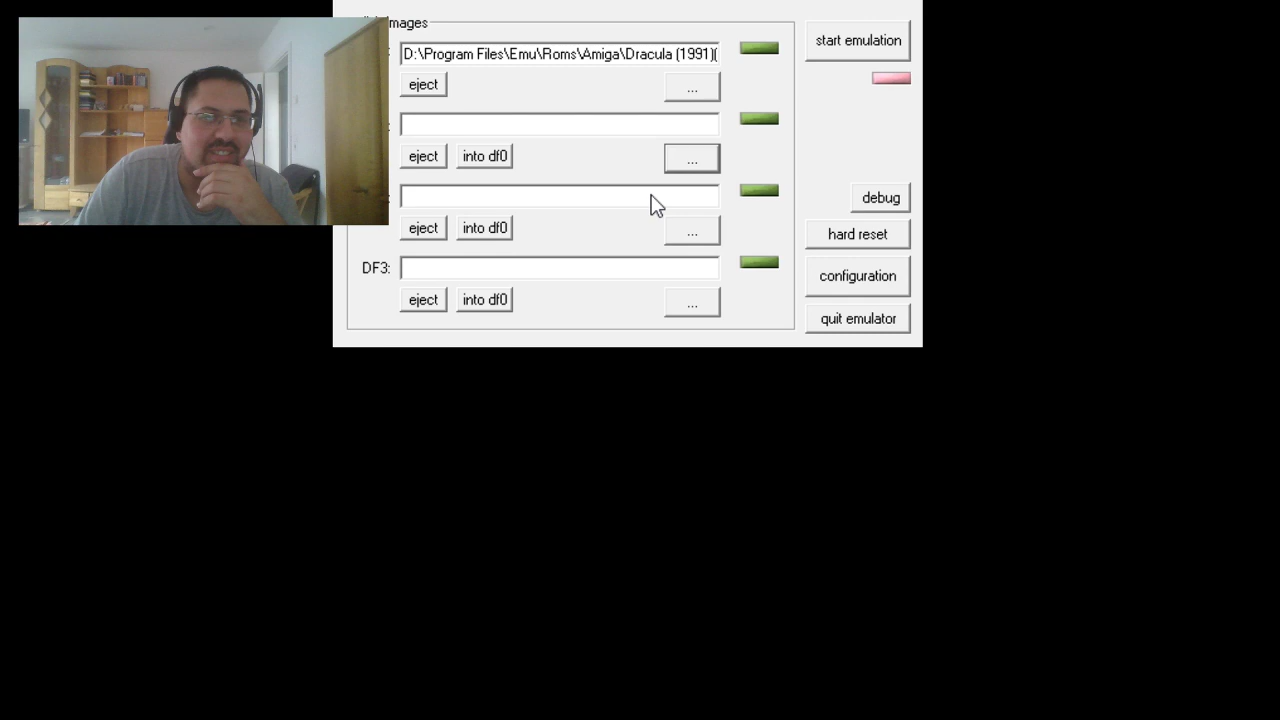 images
D:\Program Files\Emu\Roms\Amiga\Dracula (1991)(
start emulation
eject
...
eject
into df0
...
debug
eject
into df0
...
hard reset
DF3:
configuration
eject
into df0
...
quit emulator